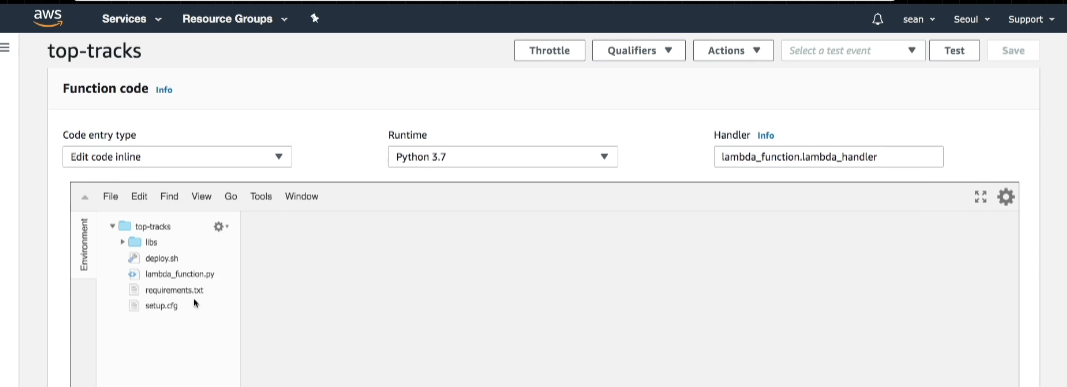 aws Services Resource Groups sean Seoul Support
top-tracks Throttle Qualifiers Actions Select a test event Test Save
Function code Info
Code entry type Runtime Handler Info
Edit code inline Python 3.7 lambda_function.lambda_handler
File Edit Find View Go Tools Window
Environment
top-tracks
libs
deploy.sh
lambda_function.py
requirements.txt
setup.cfg